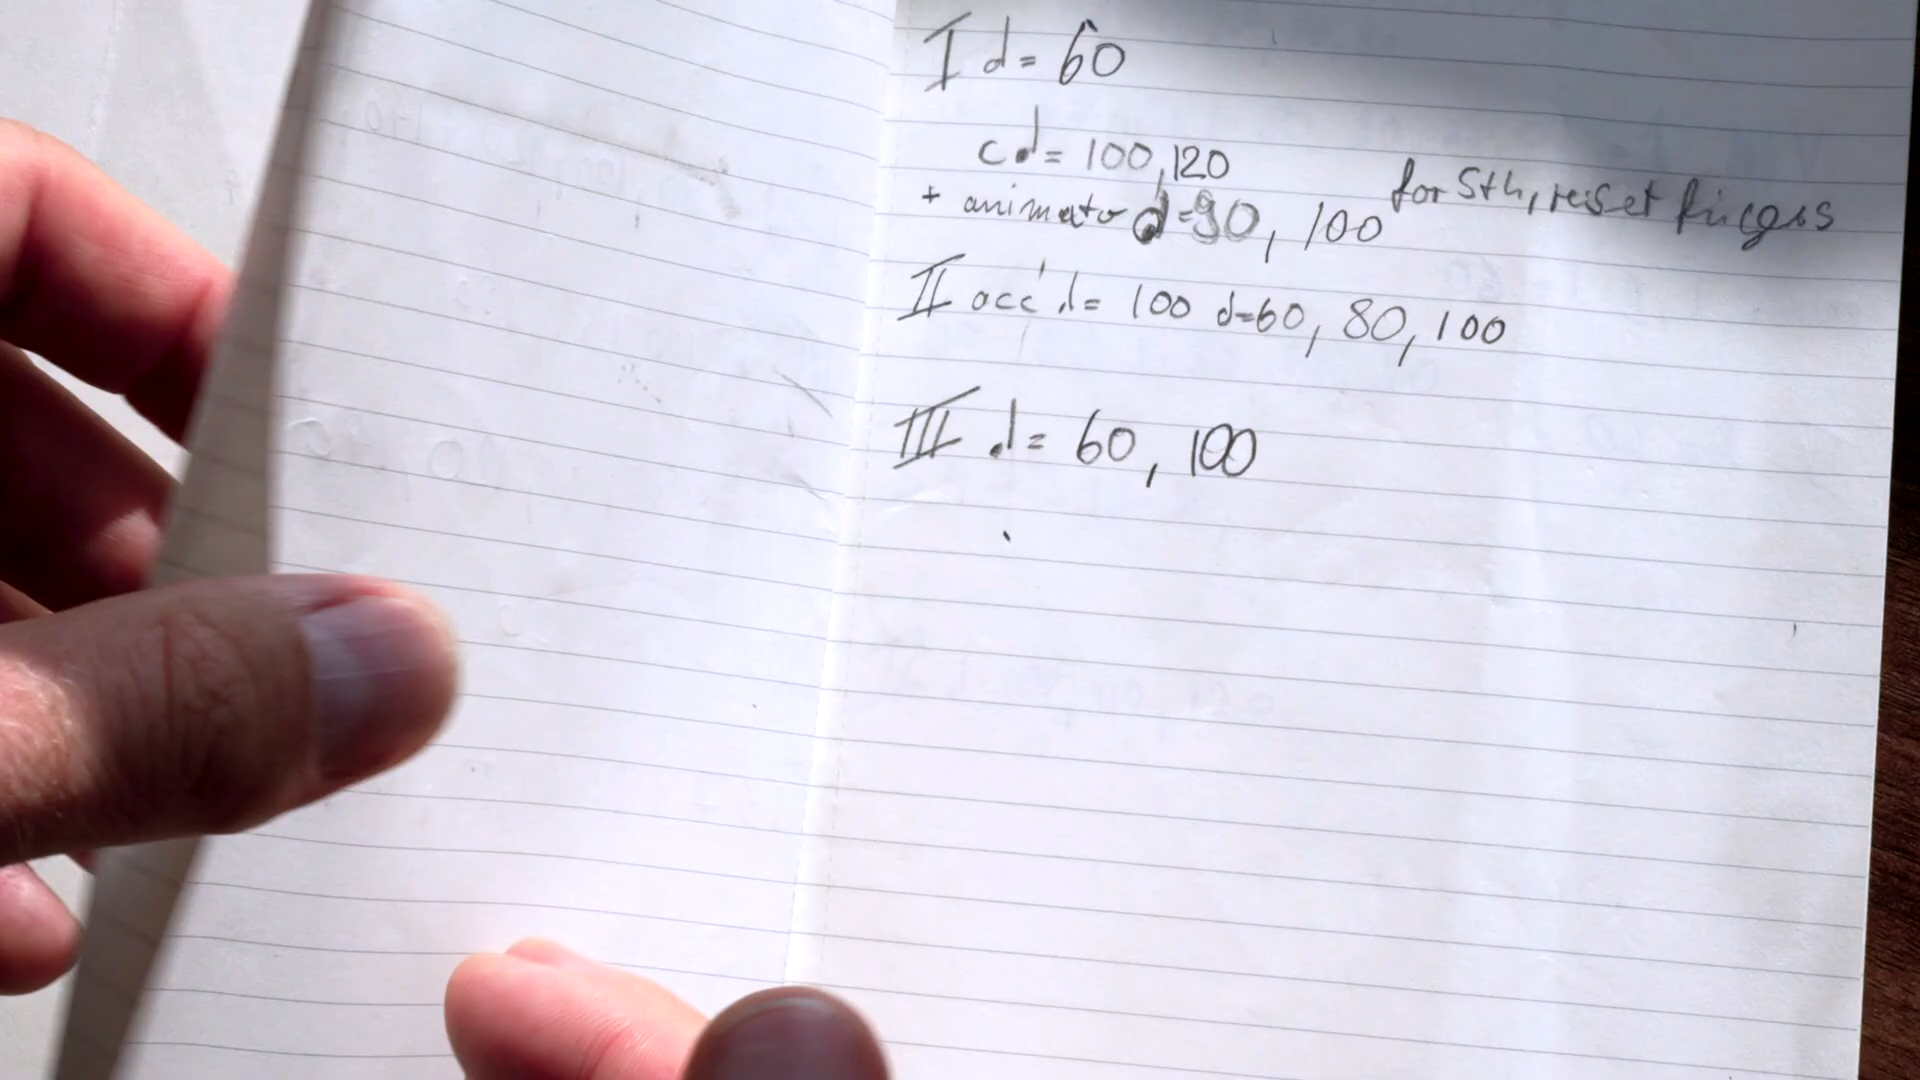 I d = 60
cd = 100,120
+ animato d=90, 100 for 5th, reset fingers
II acc' d = 100 d=60, 80, 100
III d = 60, 100